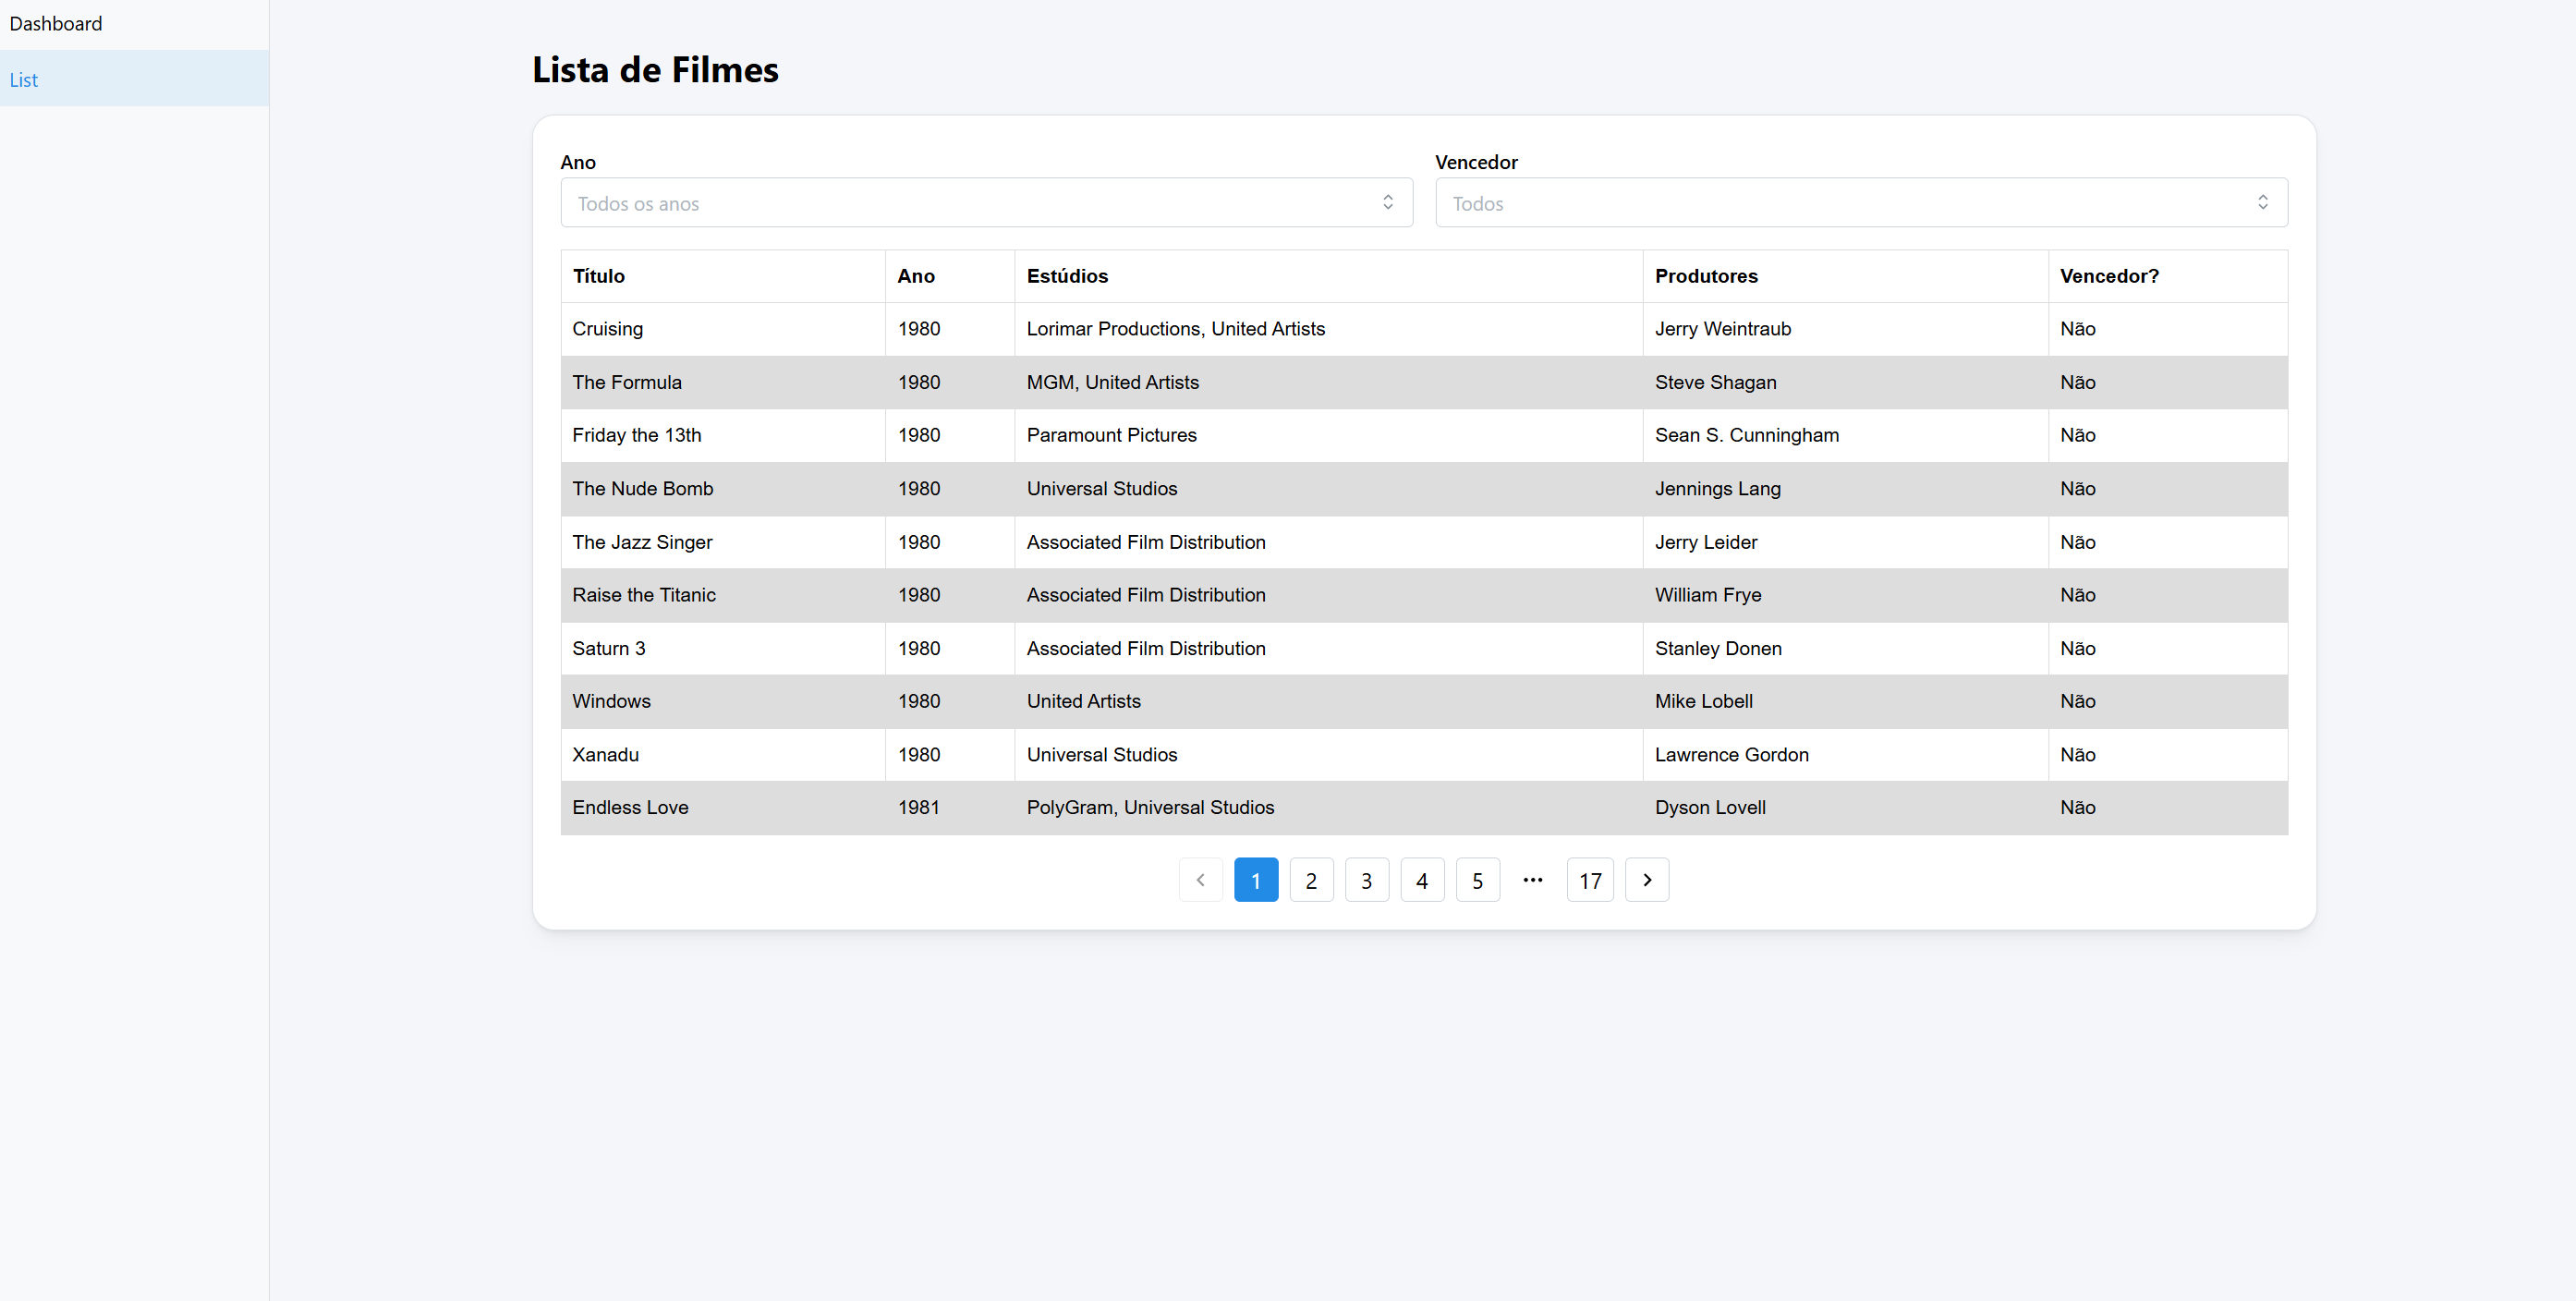 Dashboard
List
Lista de Filmes
Ano Vencedor
Todos os anos Todos
Título Ano Estúdios Produtores Vencedor?
Cruising 1980 Lorimar Productions, United Artists Jerry Weintraub Não
The Formula 1980 MGM, United Artists Steve Shagan Não
Friday the 13th 1980 Paramount Pictures Sean S. Cunningham Não
The Nude Bomb 1980 Universal Studios Jennings Lang Não
The Jazz Singer 1980 Associated Film Distribution Jerry Leider Não
Raise the Titanic 1980 Associated Film Distribution William Frye Não
Saturn 3 1980 Associated Film Distribution Stanley Donen Não
Windows 1980 United Artists Mike Lobell Não
Xanadu 1980 Universal Studios Lawrence Gordon Não
Endless Love 1981 PolyGram, Universal Studios Dyson Lovell Não
1 2 3 4 5 ••• 17